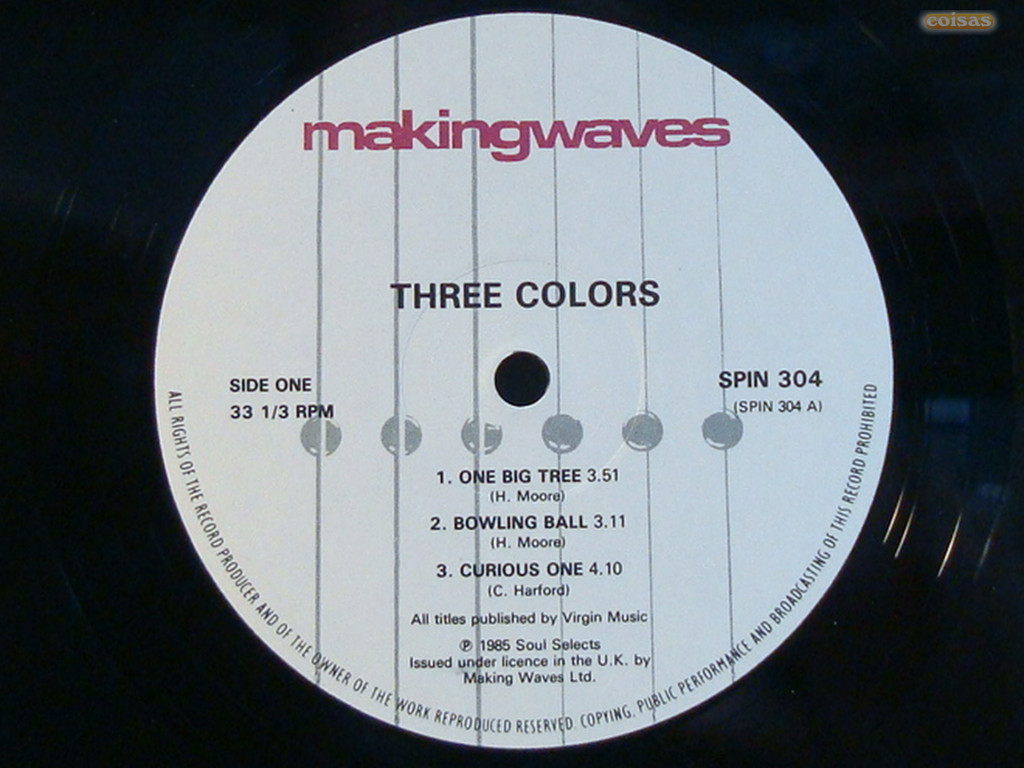 coisas
makingwaves
THREE COLORS
SIDE ONE
33 1/3 RPM
SPIN 304
(SPIN 304 A)
1. ONE BIG TREE 3.51
(H. Moore)
2. BOWLING BALL 3.11
(H. Moore)
3. CURIOUS ONE 4.10
(C. Harford)
All titles published by Virgin Music
℗ 1985 Soul Selects
Issued under licence in the U.K. by
Making Waves Ltd.
ALL RIGHTS OF THE RECORD PRODUCER AND OF THE OWNER OF THE WORK REPRODUCED RESERVED. COPYING, PUBLIC PERFORMANCE AND BROADCASTING OF THIS RECORD PROHIBITED